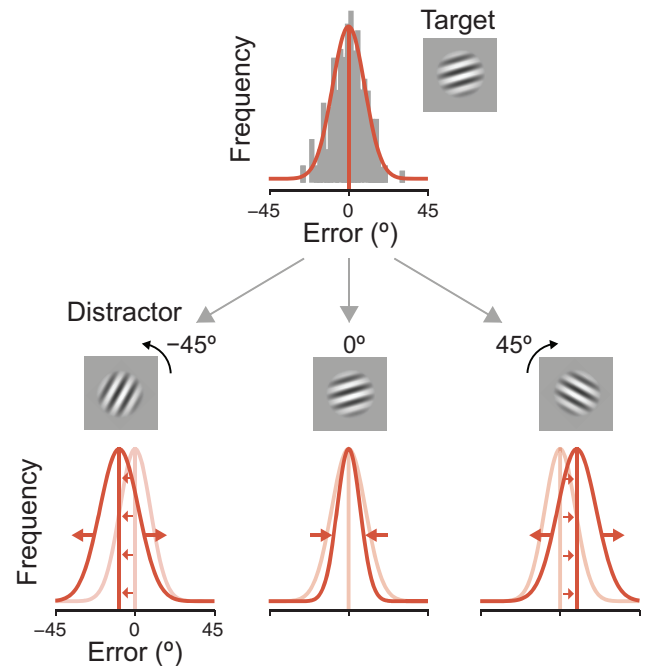 Target
Frequency
−45
0
45
Error (º)
Distractor
−45º
0º
45º
Frequency
−45
0
45
Error (º)